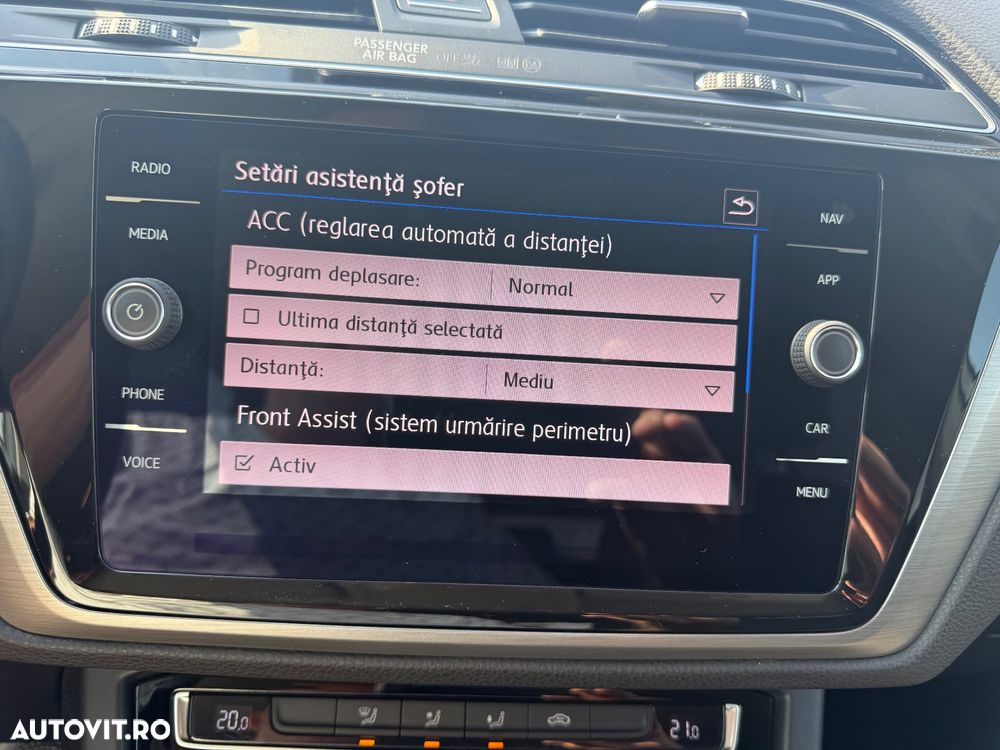 PASSENGER
AIR BAG OFF ON
RADIO
MEDIA
PHONE
VOICE
Setări asistenţă şofer
ACC (reglarea automată a distanţei)
Program deplasare: Normal
Ultima distanţă selectată
Distanţă: Mediu
Front Assist (sistem urmărire perimetru)
Activ
NAV
APP
CAR
MENU
20,0
21,0
AUTOVIT.RO